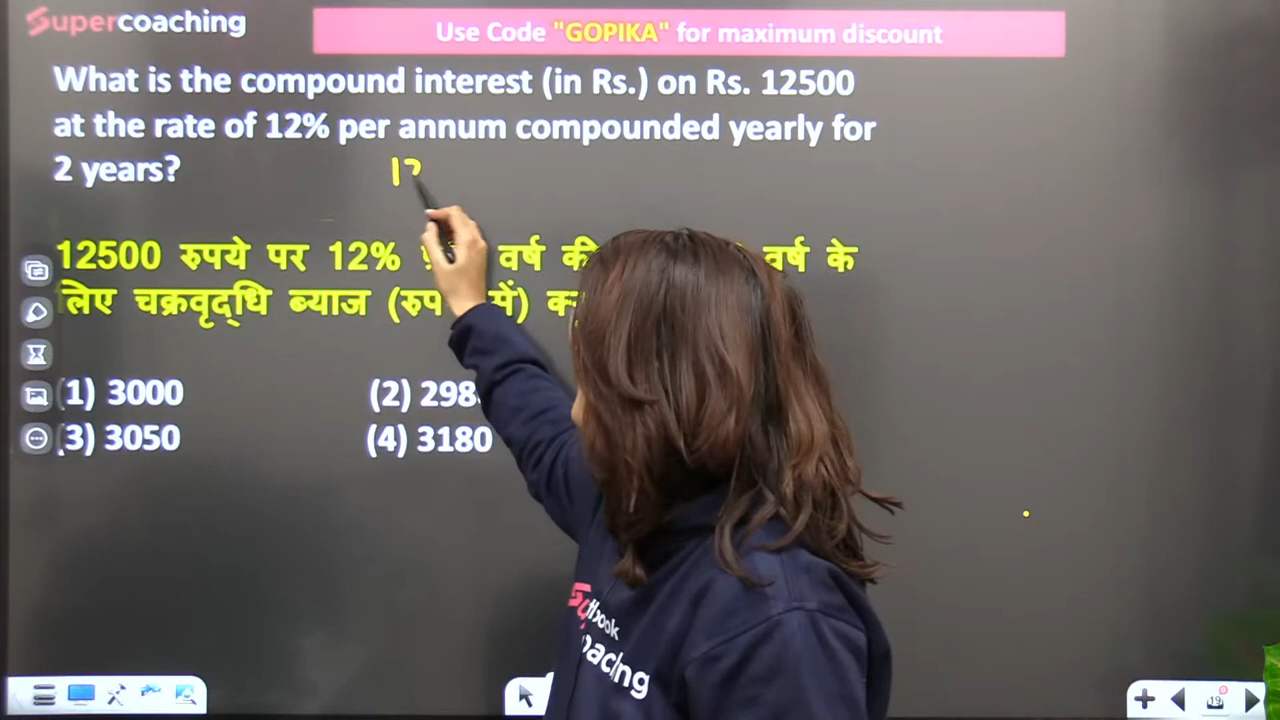 Supercoaching
Use Code "GOPIKA" for maximum discount
What is the compound interest (in Rs.) on Rs. 12500
at the rate of 12% per annum compounded yearly for
2 years?
12500 रुपये पर 12% वर्ष की वर्ष के
लिए चक्रवृद्धि ब्याज (रुप में)
(1) 3000 (2) 298
(3) 3050 (4) 3180
coaching
19